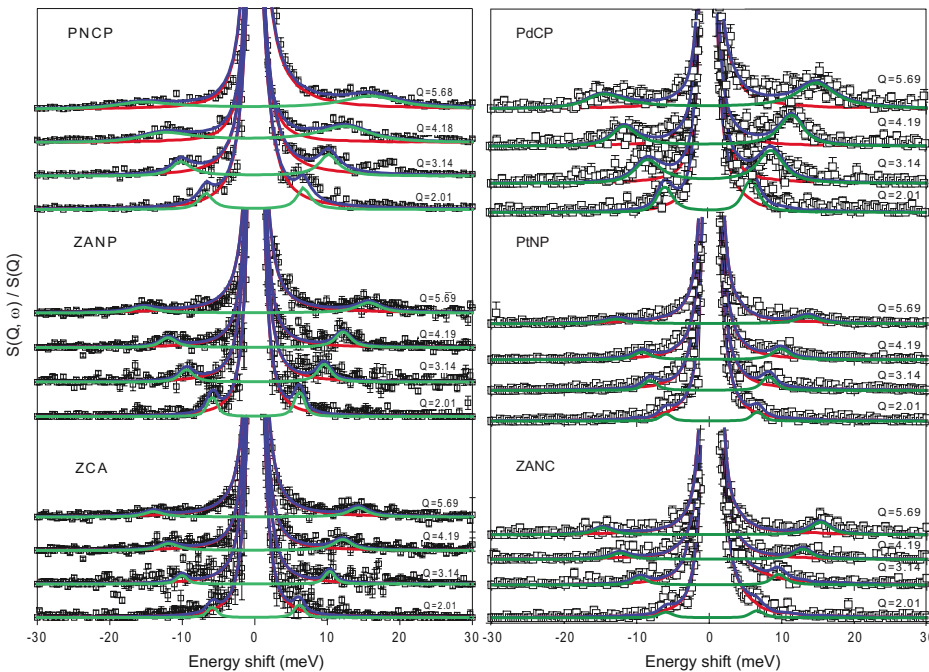 PNCP
Q=5.68
Q=4.18
Q=3.14
Q=2.01
ZANP
Q=5.69
Q=4.19
Q=3.14
Q=2.01
ZCA
Q=5.69
Q=4.19
Q=3.14
Q=2.01
-30 -20 -10 0 10 20 30
Energy shift (meV)
S(Q, ω) / S(Q)
PdCP
Q=5.69
Q=4.19
Q=3.14
Q=2.01
PtNP
Q=5.69
Q=4.19
Q=3.14
Q=2.01
ZANC
Q=5.69
Q=4.19
Q=3.14
Q=2.01
-30 -20 -10 0 10 20 30
Energy shift (meV)